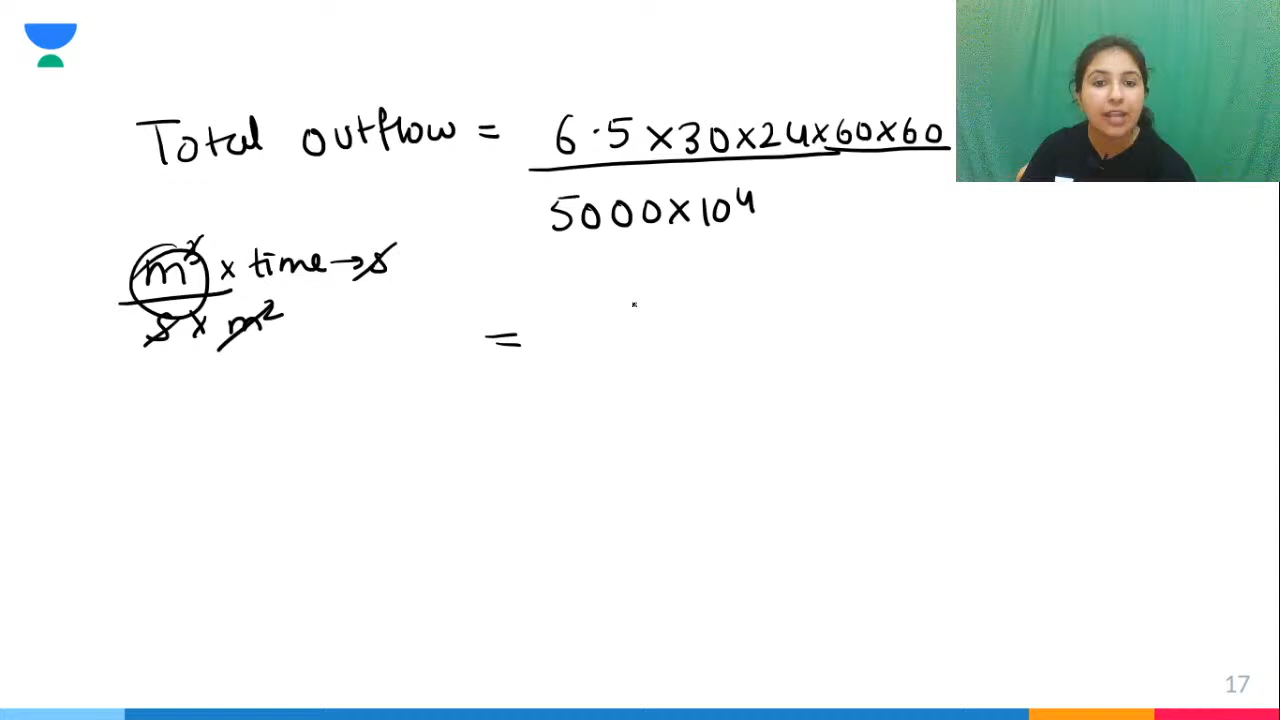 Total outflow = 6.5 × 30 × 24 × 60 × 60
5000 × 10⁴
m³ × time → s
s × m²
=
17